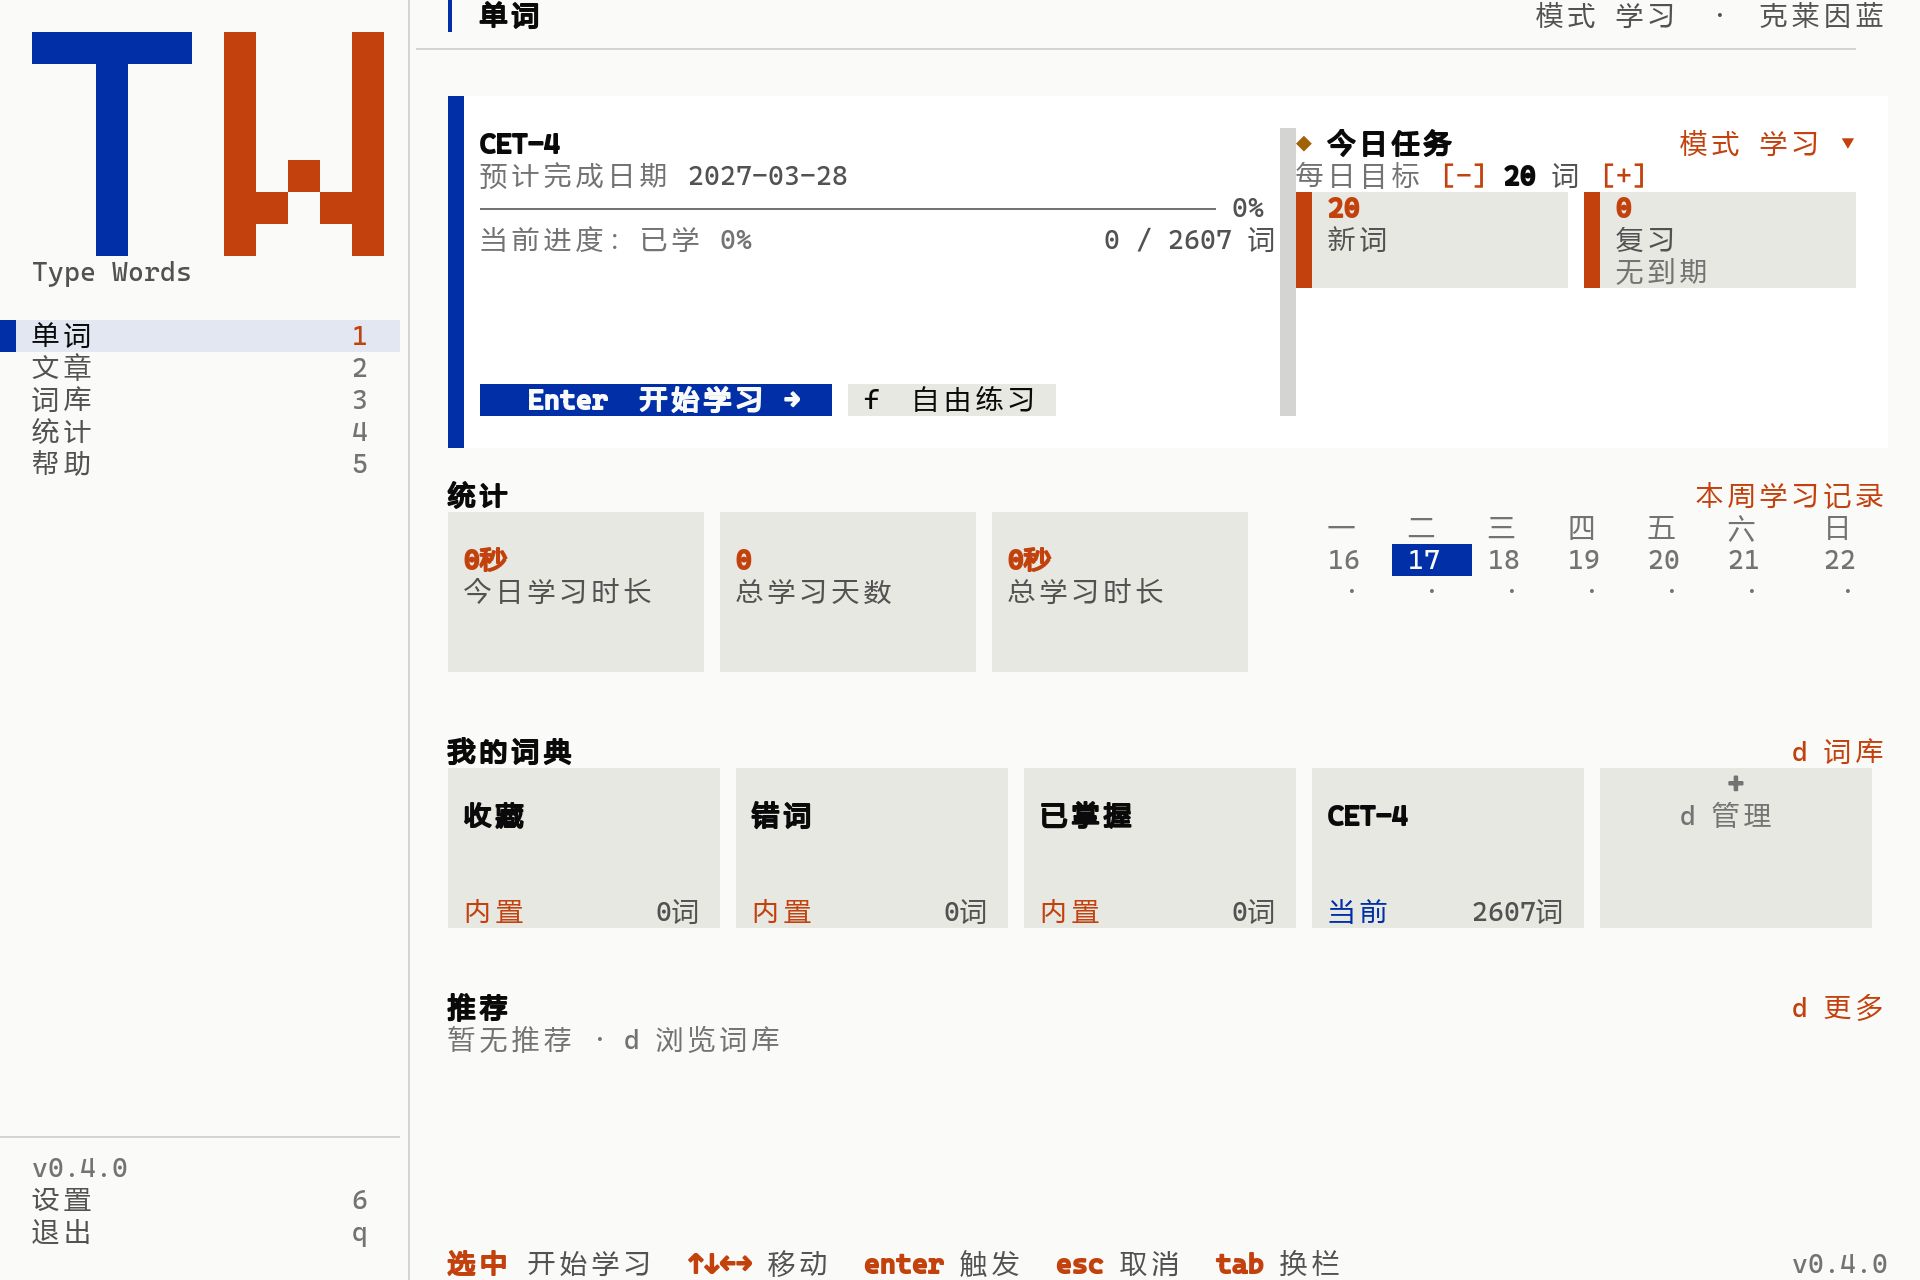 TW
Type Words
单词 1
文章 2
词库 3
统计 4
帮助 5
v0.4.0
设置 6
退出 q
单词 模式 学习 · 克莱因蓝
CET-4
预计完成日期 2027-03-28
0%
当前进度: 已学 0% 0 / 2607 词
Enter 开始学习 → f 自由练习
◆ 今日任务 模式 学习 ▼
每日目标 [-] 20 词 [+]
20
新词
0
复习
无到期
统计
0秒
今日学习时长
0
总学习天数
0秒
总学习时长
本周学习记录
一 二 三 四 五 六 日
16 17 18 19 20 21 22
· · · · · · ·
我的词典 d 词库
收藏
内置 0词
错词
内置 0词
已掌握
内置 0词
CET-4
当前 2607词
+
d 管理
推荐 d 更多
暂无推荐 · d 浏览词库
选中 开始学习 ↑↓←→ 移动 enter 触发 esc 取消 tab 换栏 v0.4.0